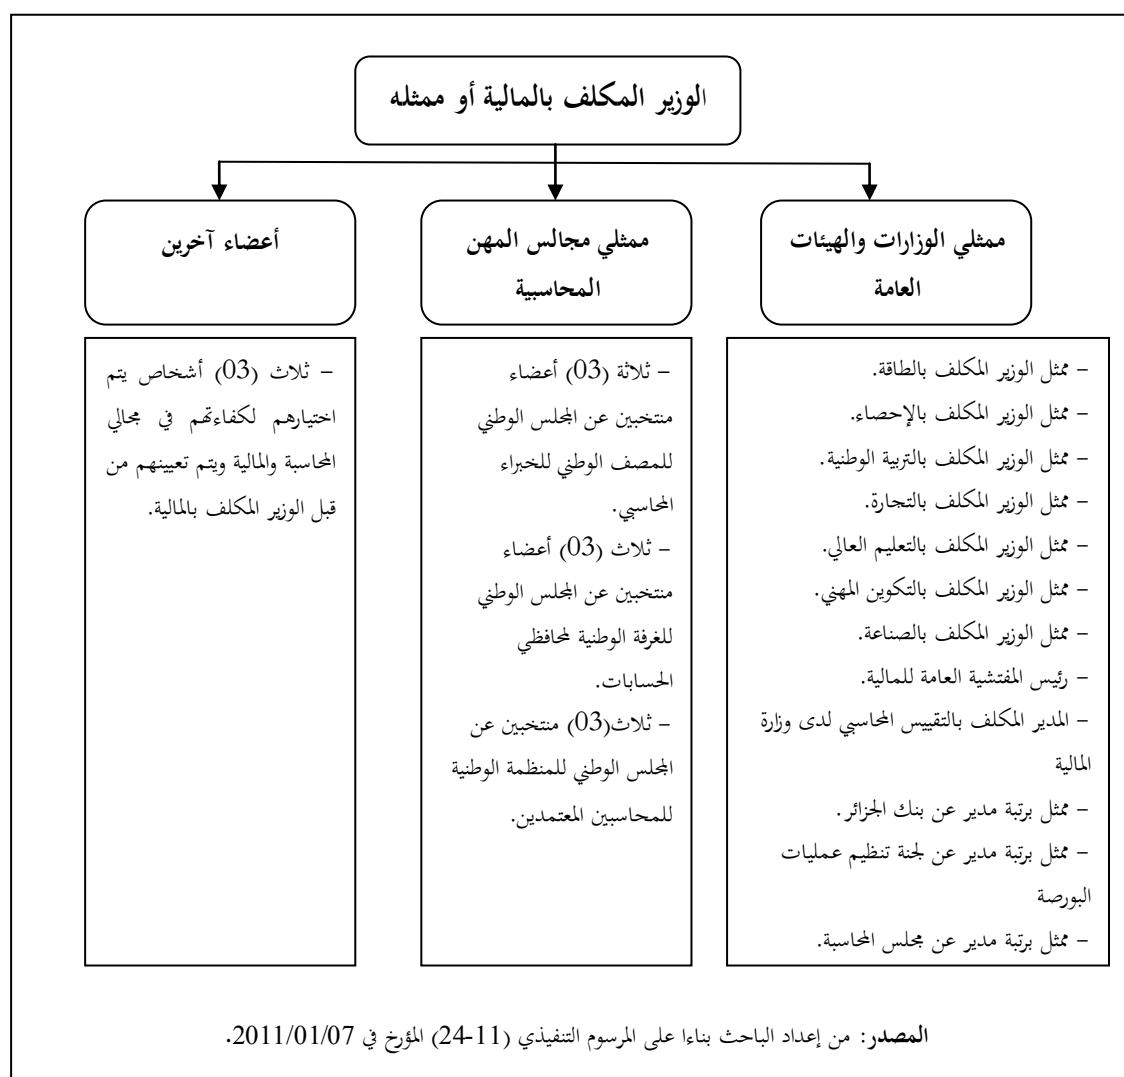 الوزير المكلف بالمالية أو ممثله
ممثلي الوزارات والهيئات
العامة
ممثلي مجالس المهن
المحاسبية
أعضاء آخرين
– ممثل الوزير المكلف بالطاقة.
– ممثل الوزير المكلف بالإحصاء.
– ممثل الوزير المكلف بالتربية الوطنية.
– ممثل الوزير المكلف بالتجارة.
– ممثل الوزير المكلف بالتعليم العالي.
– ممثل الوزير المكلف بالتكوين المهني.
– ممثل الوزير المكلف بالصناعة.
– رئيس المفتشية العامة للمالية.
– المدير المكلف بالتقييس المحاسبي لدى وزارة
المالية
– ممثل برتبة مدير عن بنك الجزائر.
– ممثل برتبة مدير عن لجنة تنظيم عمليات
البورصة
– ممثل برتبة مدير عن مجلس المحاسبة.
– ثلاثة (03) أعضاء
منتخبين عن المجلس الوطني
للمصف الوطني للخبراء
المحاسبي.
– ثلاث (03) أعضاء
منتخبين عن المجلس الوطني
للغرفة الوطنية لمحافظي
الحسابات.
– ثلاث(03) منتخبين عن
المجلس الوطني للمنظمة الوطنية
للمحاسبين المعتمدين.
– ثلاث (03) أشخاص يتم
اختيارهم لكفاءتهم في مجالي
المحاسبة والمالية ويتم تعيينهم من
قبل الوزير المكلف بالمالية.
المصدر: من إعداد الباحث بناءا على المرسوم التنفيذي (11-24) المؤرخ في 2011/01/07.